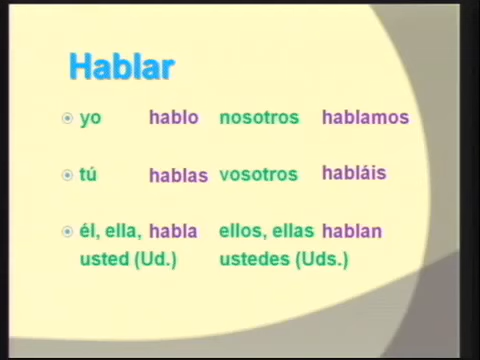 Hablar
yo hablo nosotros hablamos
tú hablas vosotros habláis
él, ella, habla ellos, ellas hablan
usted (Ud.) ustedes (Uds.)